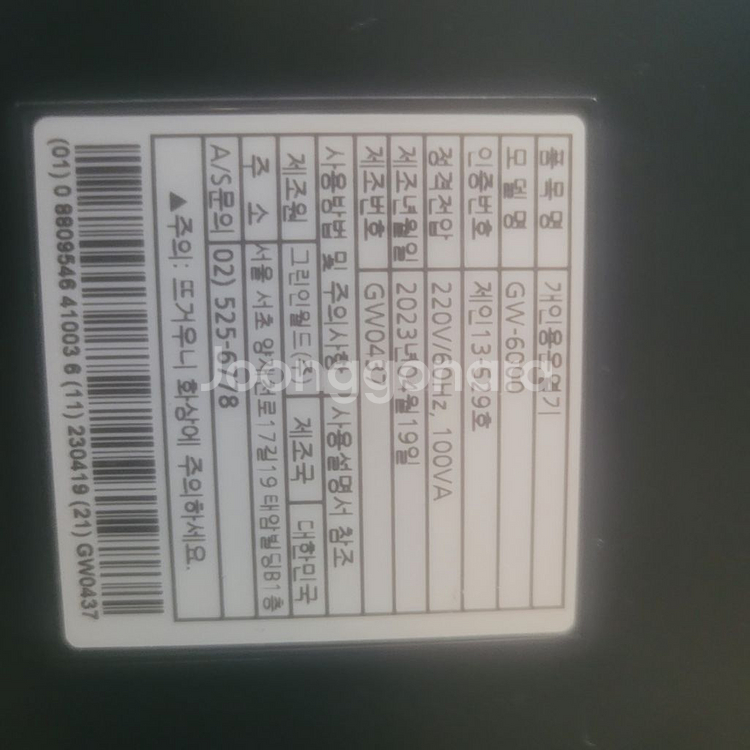 품목명 개인용온열기
모델명 GW-6000
인증번호 제인13-529호
정격전압 220V/60Hz, 100VA
제조년월일 2023년04월19일
제조번호 GW0437
사용방법 및 주의사항 사용설명서 참조
제조원 그린인월드(주) 제조국 대한민국
주 소 서울 서초 양재천로17길19 태암빌딩B1층
A/S문의 02) 525-6778
▲주의: 뜨거우니 화상에 주의하세요.
(01) 0 8809546 41003 6 (11) 230419 (21) GW0437
Joonggonara